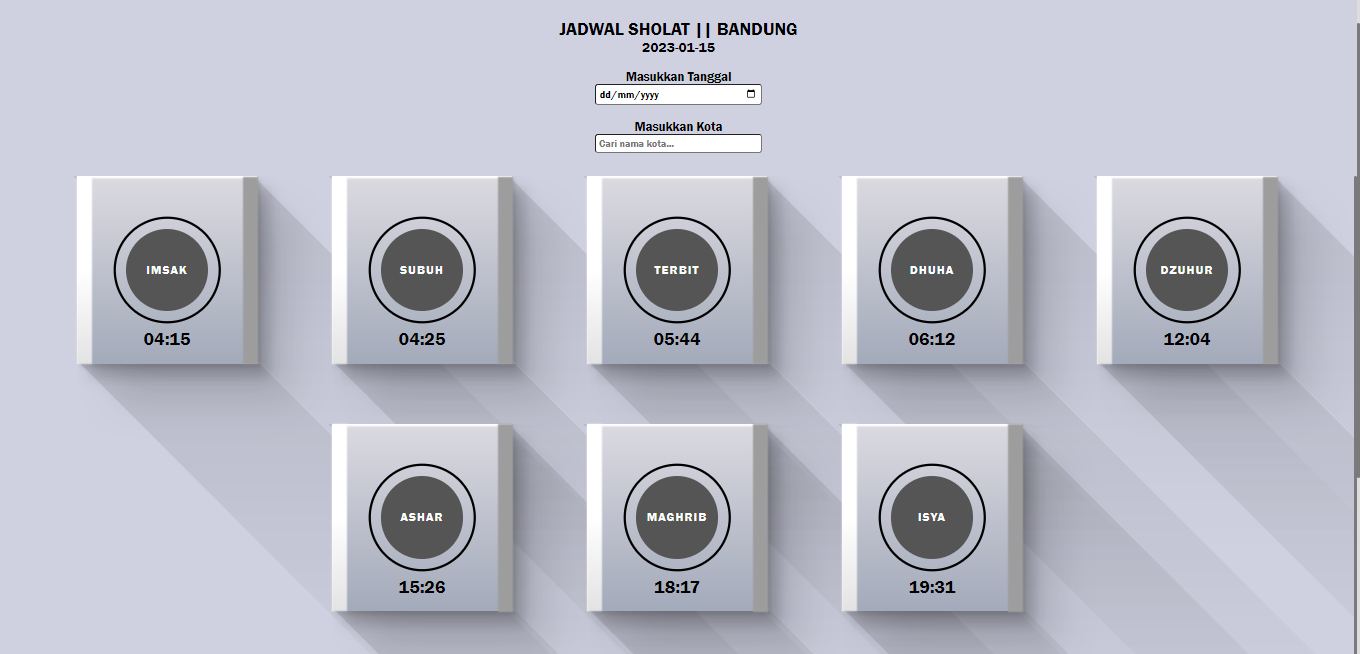 JADWAL SHOLAT || BANDUNG
2023-01-15
Masukkan Tanggal
dd/mm/yyyy
Masukkan Kota
Cari nama kota...
IMSAK
04:15
SUBUH
04:25
TERBIT
05:44
DHUHA
06:12
DZUHUR
12:04
ASHAR
15:26
MAGHRIB
18:17
ISYA
19:31